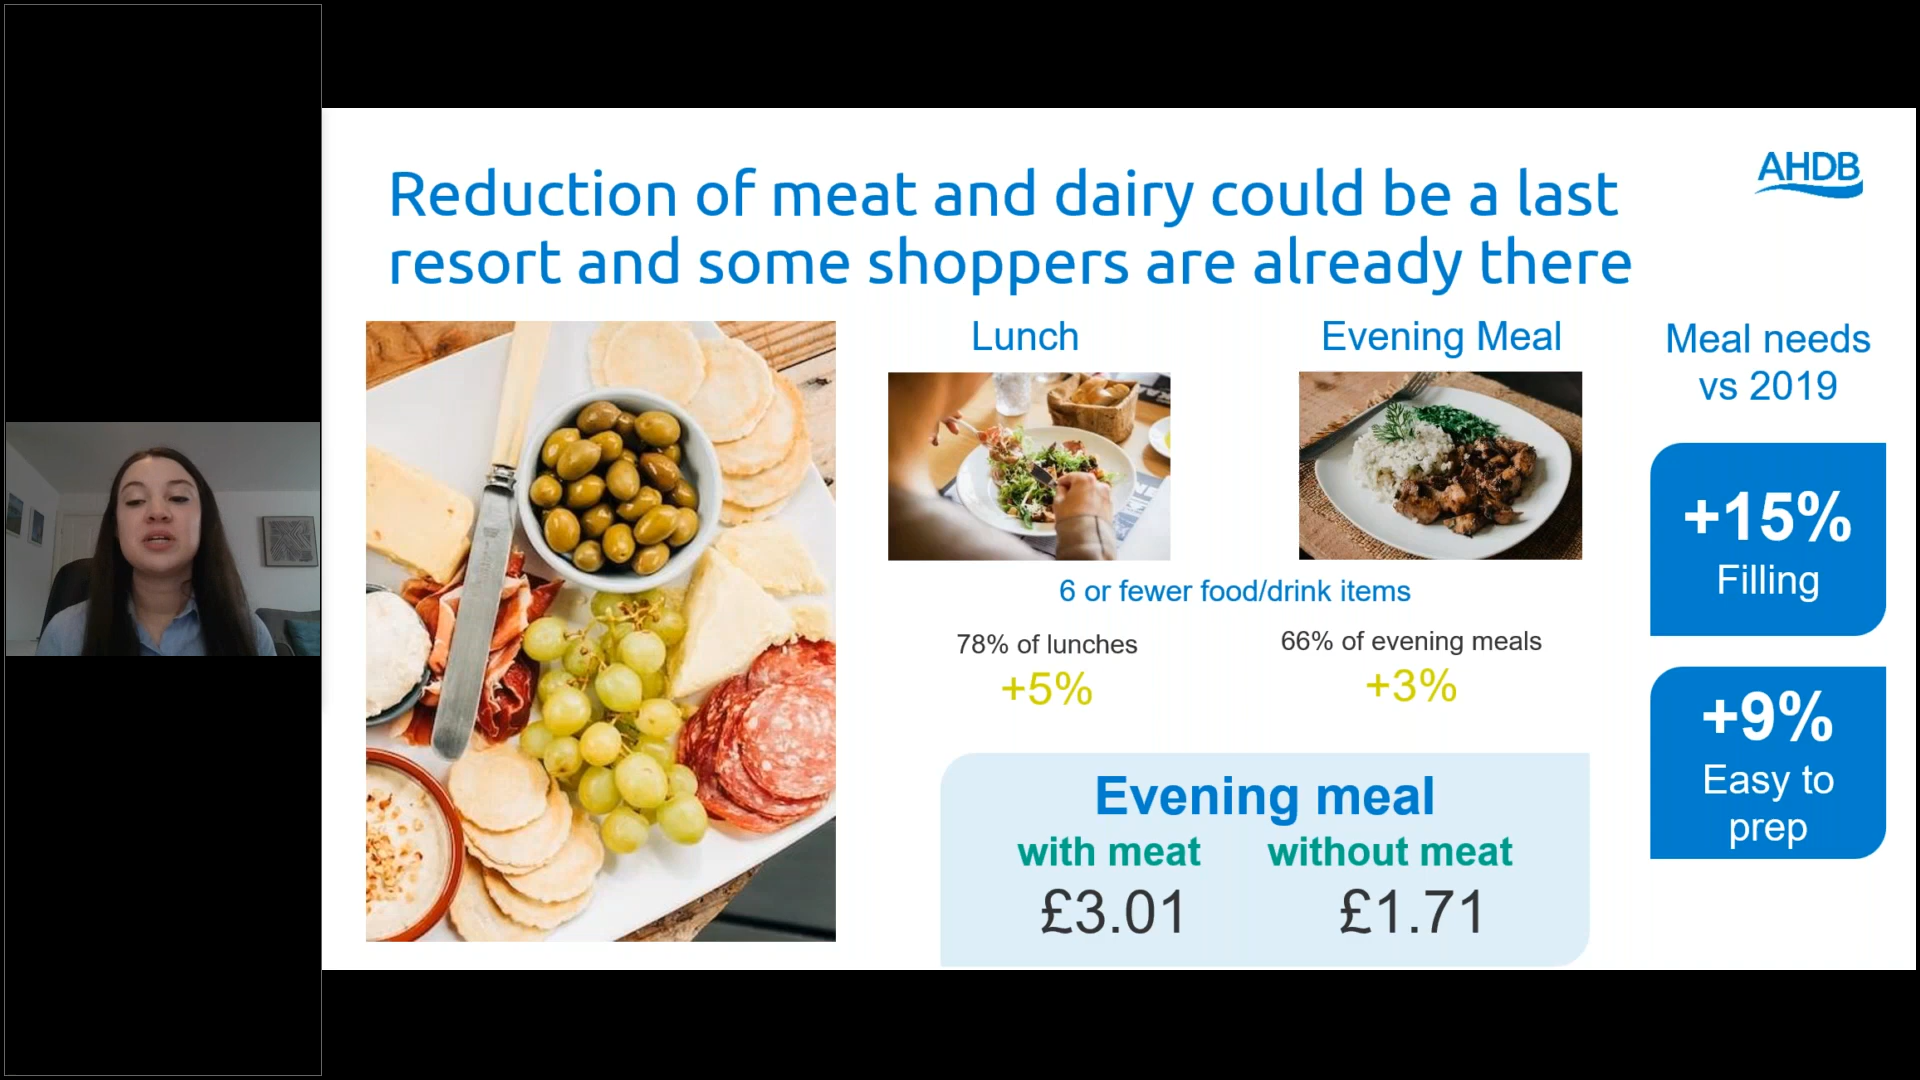 AHDB
Reduction of meat and dairy could be a last
resort and some shoppers are already there
Lunch
Evening Meal
6 or fewer food/drink items
78% of lunches
+5%
66% of evening meals
+3%
Evening meal
with meat
without meat
£3.01
£1.71
Meal needs
vs 2019
+15%
Filling
+9%
Easy to
prep